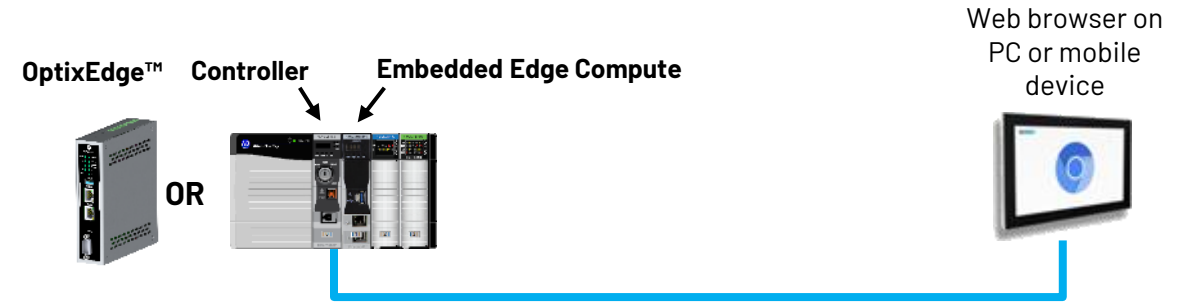 Web browser on
PC or mobile
device
OptixEdge™
Controller
Embedded Edge Compute
OR